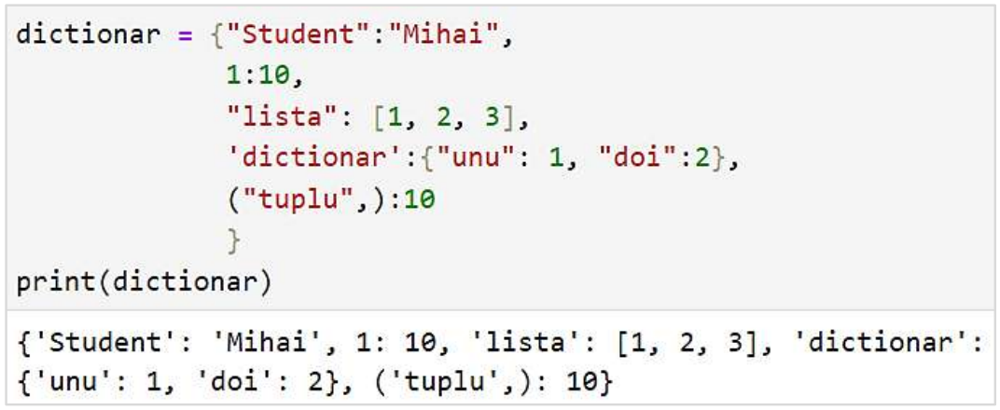 dictionar = {"Student":"Mihai",
1:10,
"lista": [1, 2, 3],
'dictionar':{"unu": 1, "doi":2},
("tuplu",):10
}
print(dictionar)
{'Student': 'Mihai', 1: 10, 'lista': [1, 2, 3], 'dictionar':
{'unu': 1, 'doi': 2}, ('tuplu',): 10}